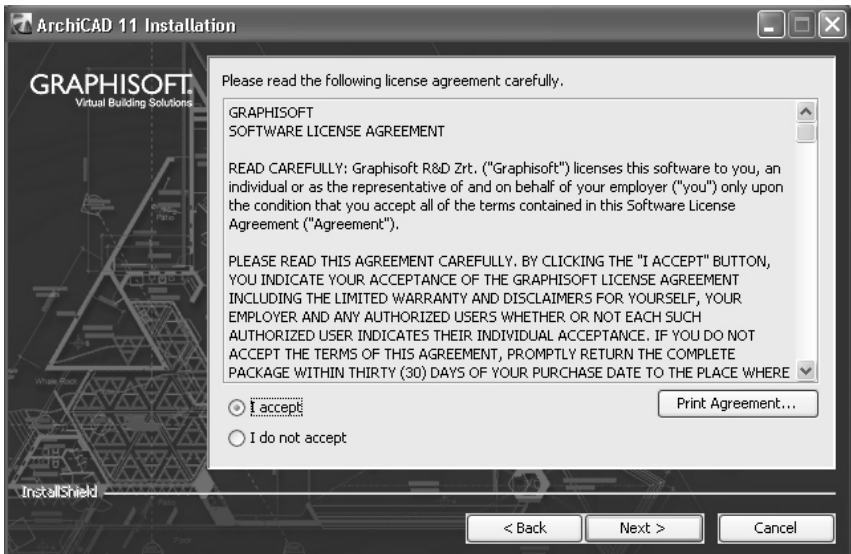 ArchiCAD 11 Installation
GRAPHISOFT.
Virtual Building Solutions
Please read the following license agreement carefully.
GRAPHISOFT
SOFTWARE LICENSE AGREEMENT
READ CAREFULLY: Graphisoft R&D Zrt. ("Graphisoft") licenses this software to you, an
individual or as the representative of and on behalf of your employer ("you") only upon
the condition that you accept all of the terms contained in this Software License
Agreement ("Agreement").
PLEASE READ THIS AGREEMENT CAREFULLY. BY CLICKING THE "I ACCEPT" BUTTON,
YOU INDICATE YOUR ACCEPTANCE OF THE GRAPHISOFT LICENSE AGREEMENT
INCLUDING THE LIMITED WARRANTY AND DISCLAIMERS FOR YOURSELF, YOUR
EMPLOYER AND ANY AUTHORIZED USERS WHETHER OR NOT EACH SUCH
AUTHORIZED USER INDICATES THEIR INDIVIDUAL ACCEPTANCE. IF YOU DO NOT
ACCEPT THE TERMS OF THIS AGREEMENT, PROMPTLY RETURN THE COMPLETE
PACKAGE WITHIN THIRTY (30) DAYS OF YOUR PURCHASE DATE TO THE PLACE WHERE
Patio
Whale Rock
I accept
Print Agreement...
I do not accept
InstallShield
Pool
< Back
Next >
Cancel